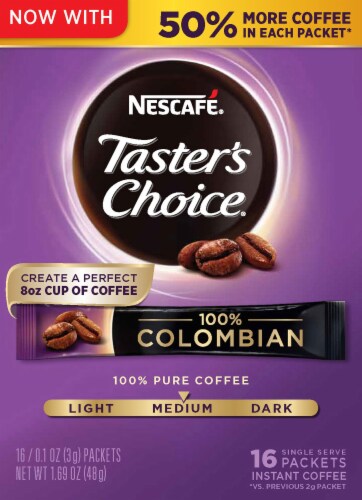 NOW WITH
50% MORE COFFEE
IN EACH PACKET*
NESCAFÉ®
Taster's
Choice®
CREATE A PERFECT
8oz CUP OF COFFEE
100%
COLOMBIAN
100% PURE COFFEE
LIGHT MEDIUM DARK
16 / 0.1 OZ (3g) PACKETS
NET WT 1.69 OZ (48g)
16 SINGLE SERVE
PACKETS
INSTANT COFFEE
*VS. PREVIOUS 2g PACKET